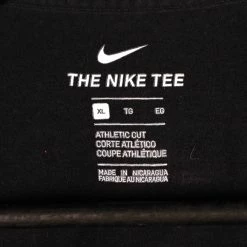 THE NIKE TEE
XL TG EG
ATHLETIC CUT
CORTE ATLÉTICO
COUPE ATHLÉTIQUE
MADE IN NICARAGUA
FABRIQUÉ AU NICARAGUA